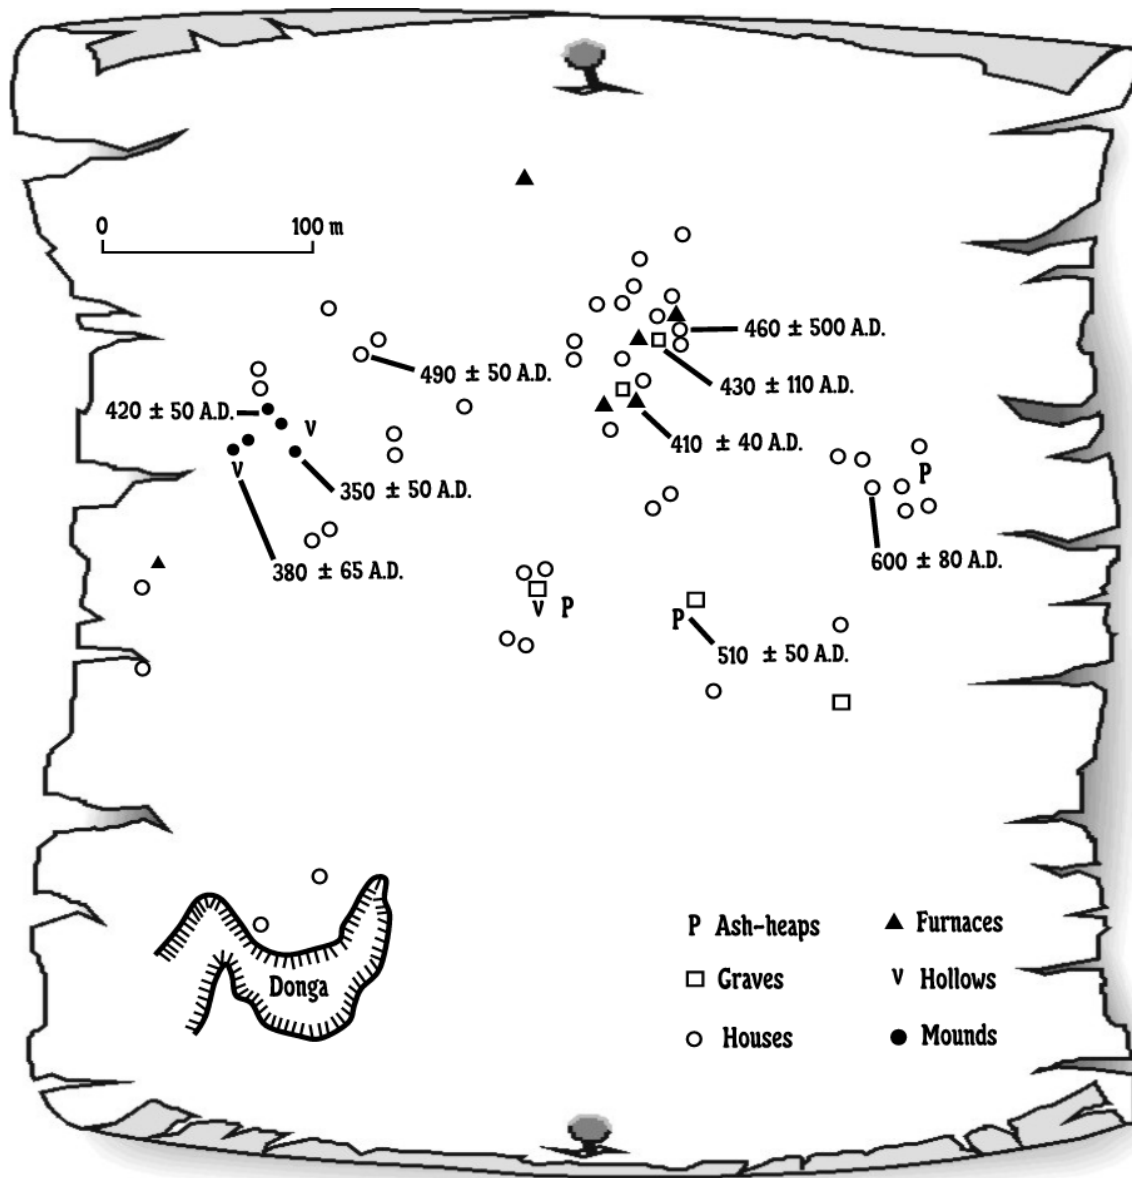 0 100 m
460 ± 500 A.D.
490 ± 50 A.D.
430 ± 110 A.D.
420 ± 50 A.D.
V
410 ± 40 A.D.
V
P
350 ± 50 A.D.
380 ± 65 A.D.
600 ± 80 A.D.
V P
P
510 ± 50 A.D.
Donga
P Ash-heaps
Furnaces
Graves
V Hollows
Houses
Mounds